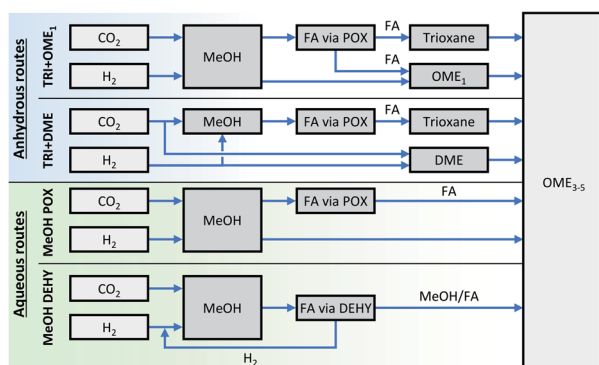 Anhydrous routes
TRI+OME₁
CO₂
H₂
MeOH
FA via POX
FA
Trioxane
FA
OME₁
TRI+DME
CO₂
H₂
MeOH
FA via POX
FA
Trioxane
DME
Aqueous routes
MeOH POX
CO₂
H₂
MeOH
FA via POX
FA
MeOH DEHY
CO₂
H₂
MeOH
FA via DEHY
MeOH/FA
H₂
OME₃₋₅